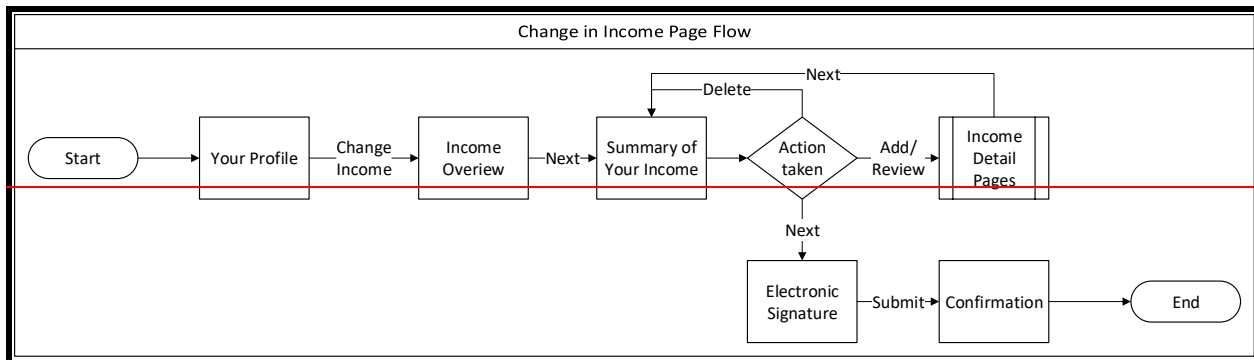 Change in Income Page Flow
Next
Delete
Start
Your Profile
Change
Income
Income
Overiew
Next
Summary of
Your Income
Action
taken
Add/
Review
Income
Detail
Pages
Next
Electronic
Signature
Submit
Confirmation
End